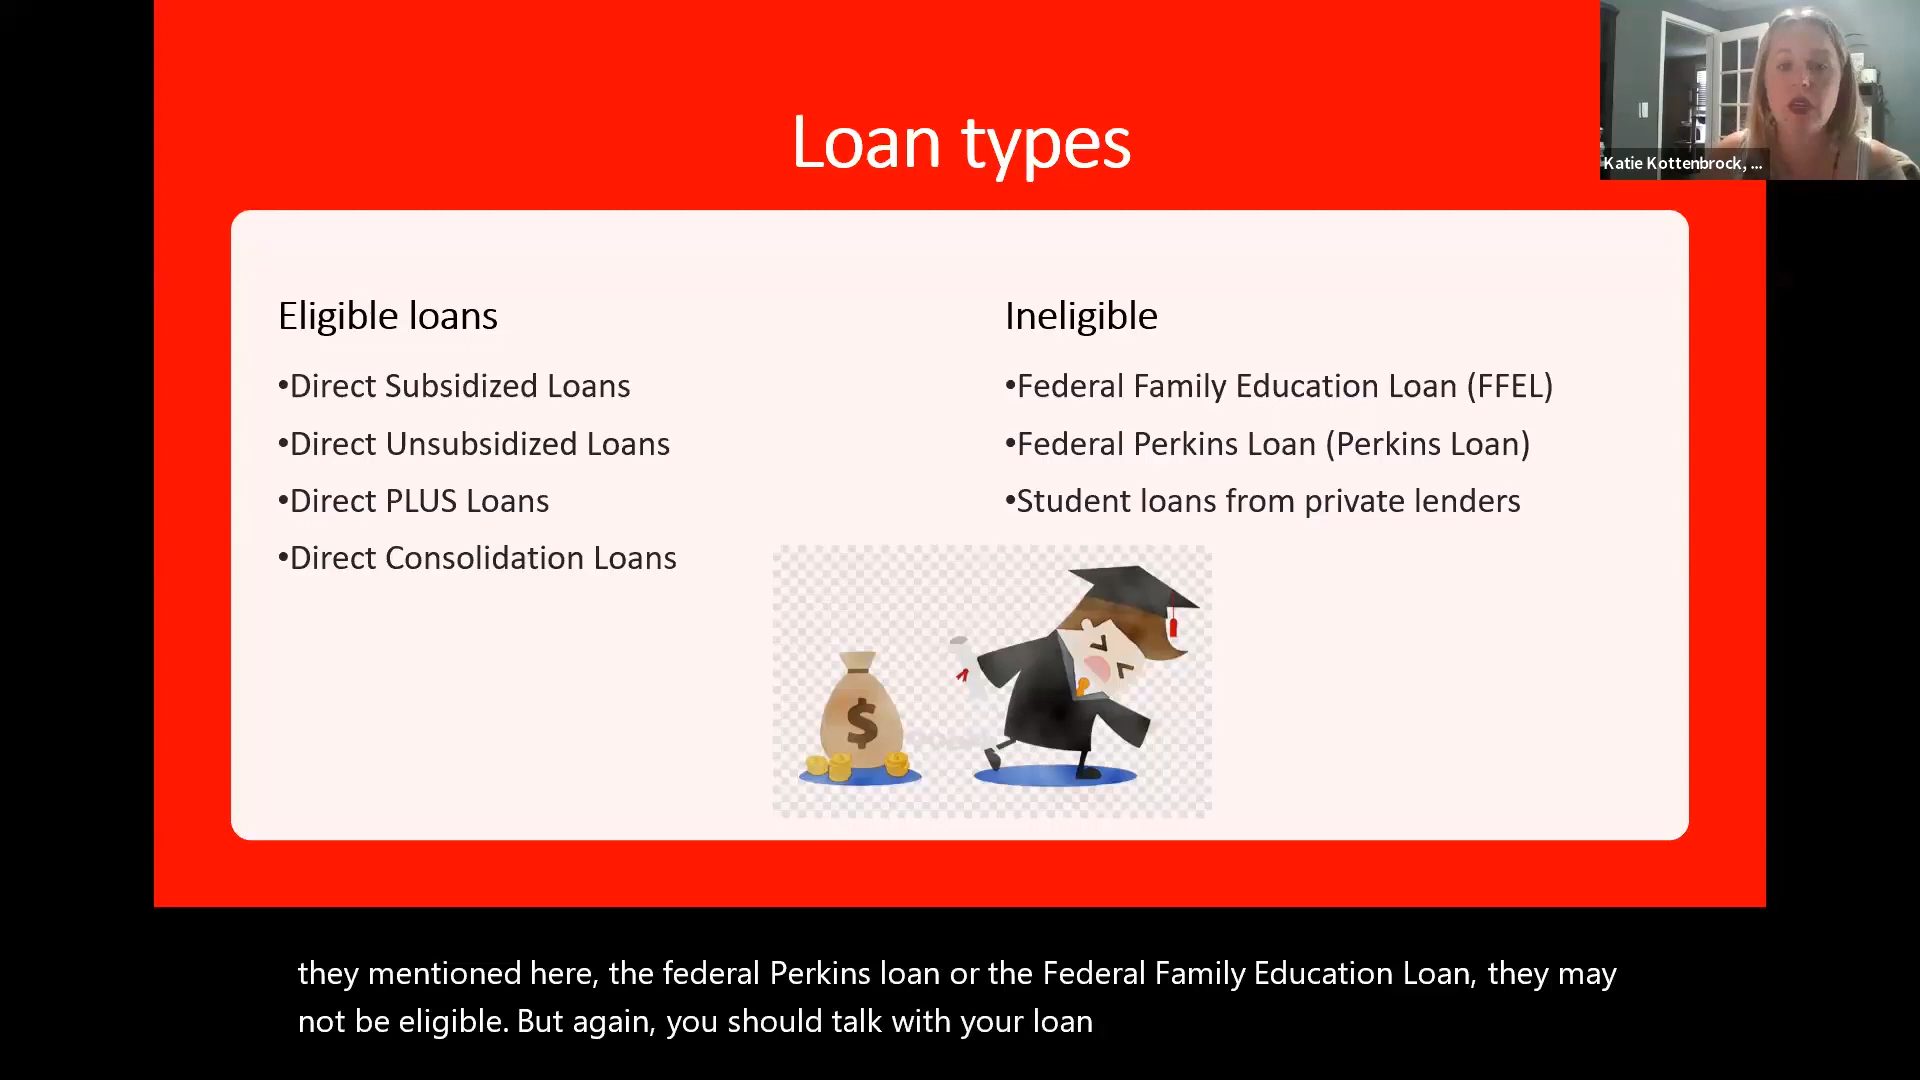 Loan types
Katie Kottenbrock, ...
Eligible loans
•Direct Subsidized Loans
•Direct Unsubsidized Loans
•Direct PLUS Loans
•Direct Consolidation Loans
Ineligible
•Federal Family Education Loan (FFEL)
•Federal Perkins Loan (Perkins Loan)
•Student loans from private lenders
$
they mentioned here, the federal Perkins loan or the Federal Family Education Loan, they may
not be eligible. But again, you should talk with your loan